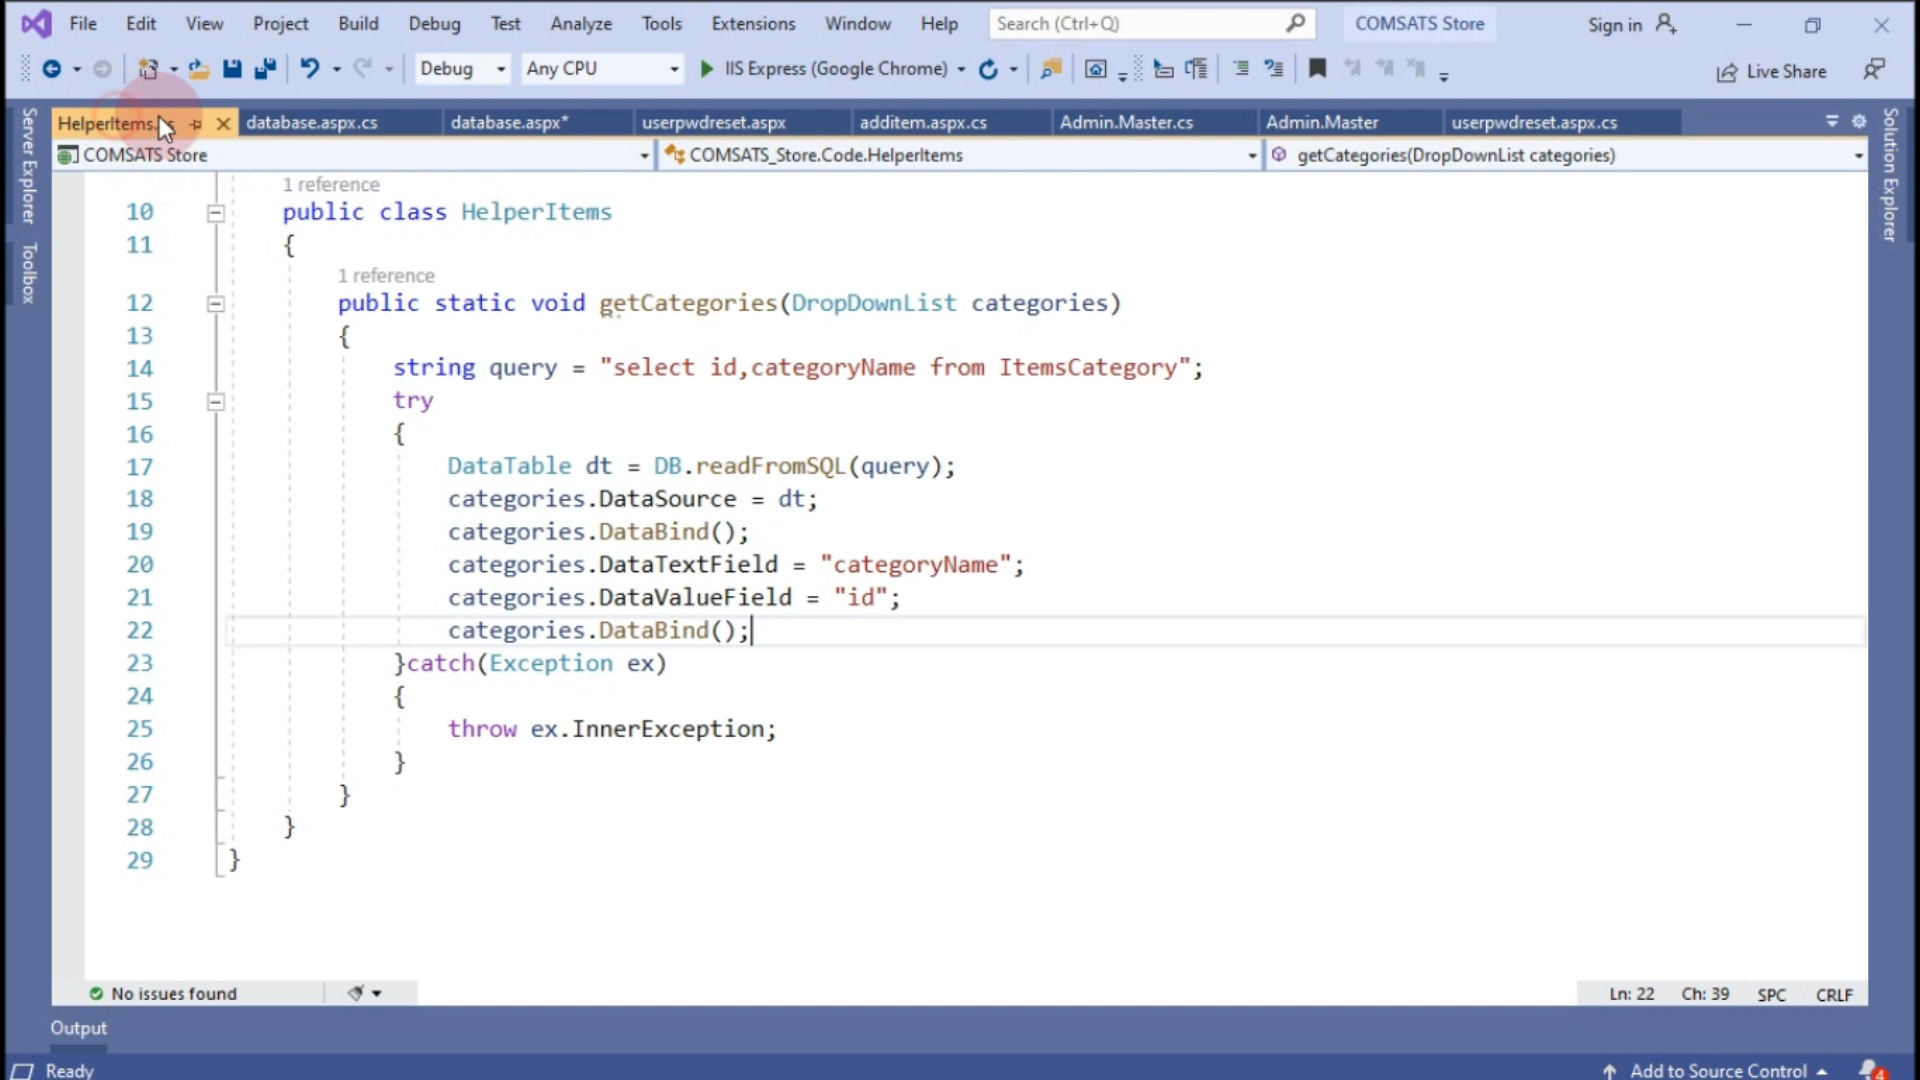 File Edit View Project Build Debug Test Analyze Tools Extensions Window Help Search (Ctrl+Q) COMSATS Store Sign in
Debug Any CPU IIS Express (Google Chrome) Live Share
HelperItems. database.aspx.cs database.aspx* userpwdreset.aspx additem.aspx.cs Admin.Master.cs Admin.Master userpwdreset.aspx.cs
COMSATS Store COMSATS_Store.Code.HelperItems getCategories(DropDownList categories)
Server Explorer
Toolbox
Solution Explorer
1 reference
10 public class HelperItems
11 {
1 reference
12 public static void getCategories(DropDownList categories)
13 {
14 string query = "select id,categoryName from ItemsCategory";
15 try
16 {
17 DataTable dt = DB.readFromSQL(query);
18 categories.DataSource = dt;
19 categories.DataBind();
20 categories.DataTextField = "categoryName";
21 categories.DataValueField = "id";
22 categories.DataBind();
23 }catch(Exception ex)
24 {
25 throw ex.InnerException;
26 }
27 }
28 }
29 }
No issues found Ln: 22 Ch: 39 SPC CRLF
Output
Ready Add to Source Control 4